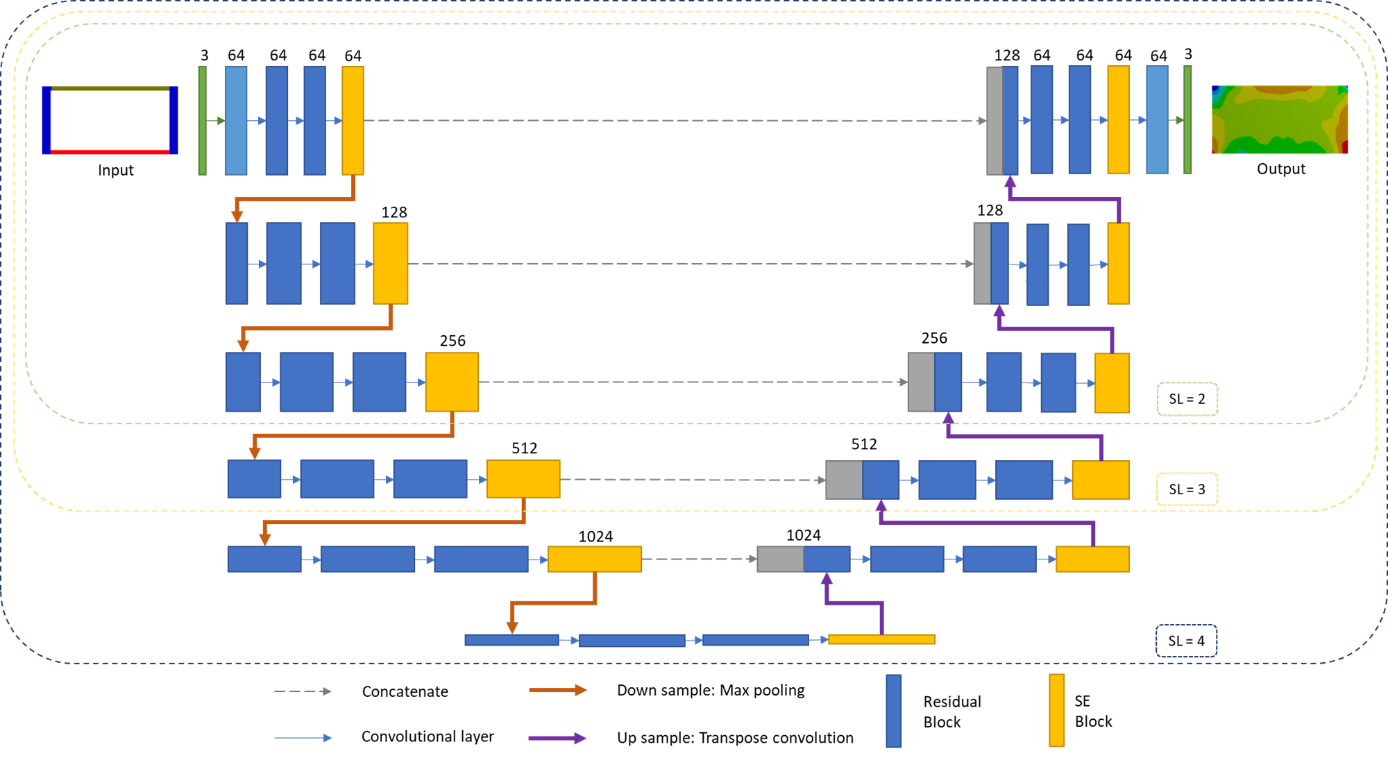 3 64 64 64 64 128 64 64 64 64 3
Input
Output
128 128
256 256
SL = 2
512 512
SL = 3
1024 1024
SL = 4
Concatenate
Down sample: Max pooling
Residual
Block
SE
Block
Convolutional layer
Up sample: Transpose convolution